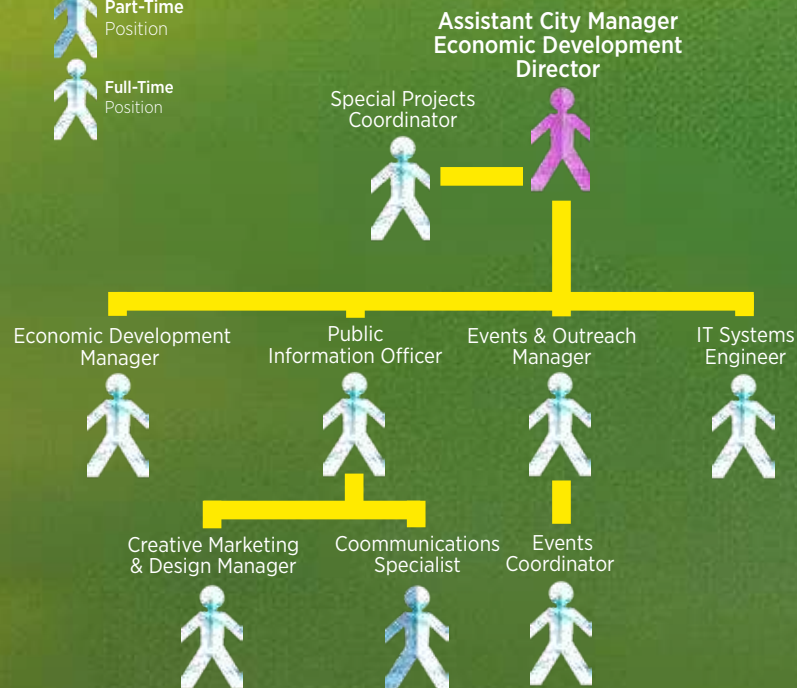 Part-Time
Position
Full-Time
Position
Assistant City Manager
Economic Development
Director
Special Projects
Coordinator
Economic Development
Manager
Public
Information Officer
Events & Outreach
Manager
IT Systems
Engineer
Creative Marketing
& Design Manager
Coommunications
Specialist
Events
Coordinator